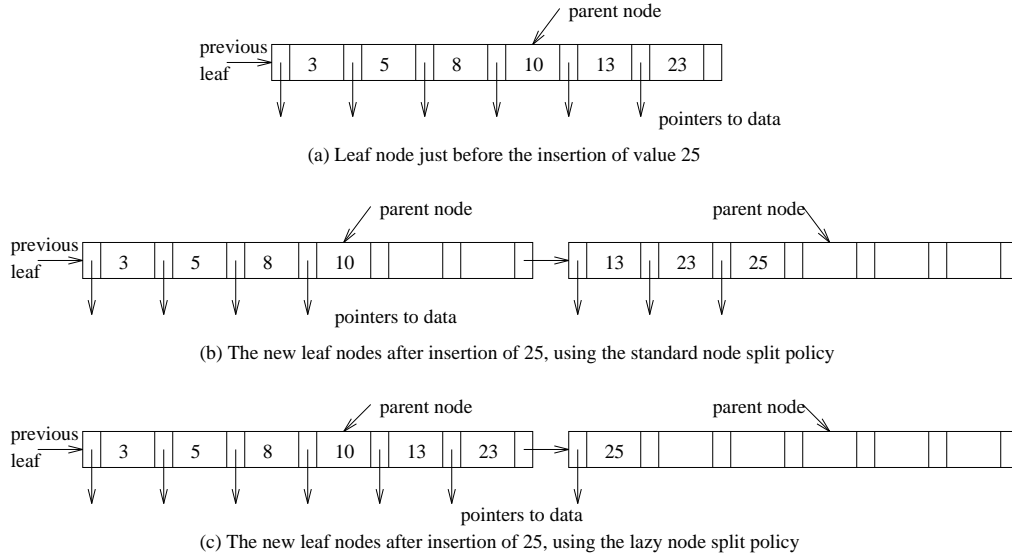 parent node
previous
leaf
3 5 8 10 13 23
pointers to data
(a) Leaf node just before the insertion of value 25
parent node parent node
previous
leaf
3 5 8 10 13 23 25
pointers to data
(b) The new leaf nodes after insertion of 25, using the standard node split policy
parent node parent node
previous
leaf
3 5 8 10 13 23 25
pointers to data
(c) The new leaf nodes after insertion of 25, using the lazy node split policy